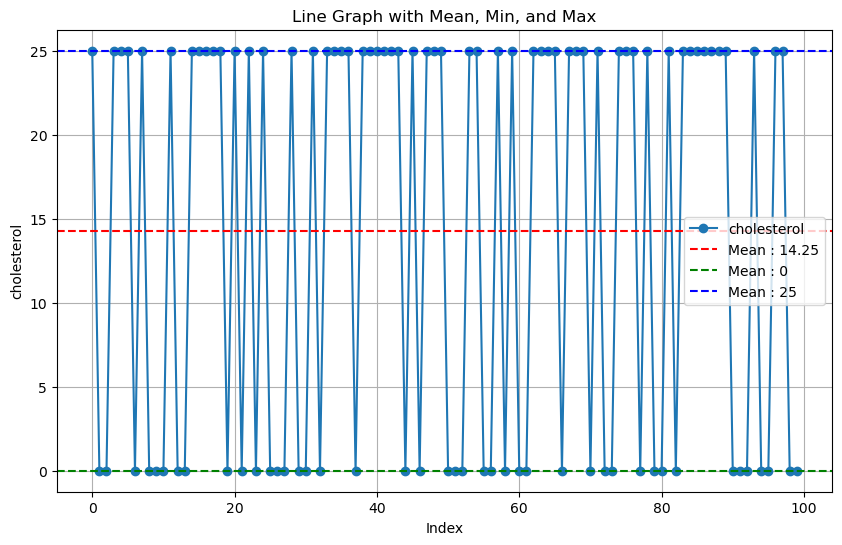 Line Graph with Mean, Min, and Max
25
20
15
10
5
0
cholesterol
cholesterol
Mean : 14.25
Mean : 0
Mean : 25
0
20
40
60
80
100
Index